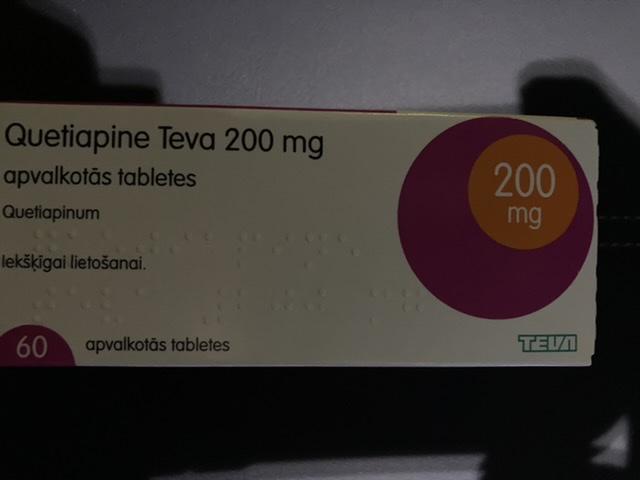 Quetiapine Teva 200 mg
apvalkotās tabletes
Quetiapinum
Iekšķīgai lietošanai.
60 apvalkotās tabletes
200
mg
TEVA